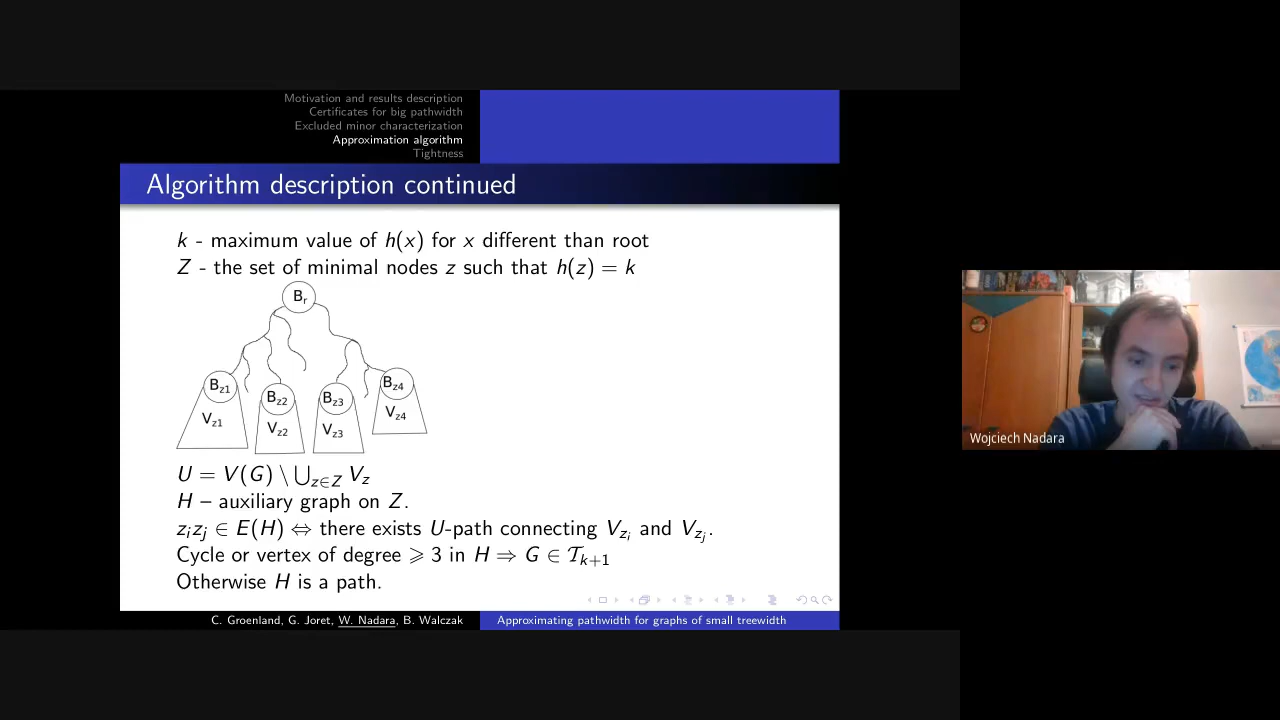 Motivation and results description
Certificates for big pathwidth
Excluded minor characterization
Approximation algorithm
Tightness
Algorithm description continued
k - maximum value of h(x) for x different than root
Z - the set of minimal nodes z such that h(z) = k
B_r
B_z1
B_z2
B_z3
B_z4
V_z1
V_z2
V_z3
V_z4
U = V(G) \ ⋃_{z∈Z} V_z
H – auxiliary graph on Z.
z_i z_j ∈ E(H) ⇔ there exists U-path connecting V_{z_i} and V_{z_j}.
Cycle or vertex of degree ⩾ 3 in H ⇒ G ∈ 𝒯_{k+1}
Otherwise H is a path.
C. Groenland, G. Joret, W. Nadara, B. Walczak
Approximating pathwidth for graphs of small treewidth
Wojciech Nadara